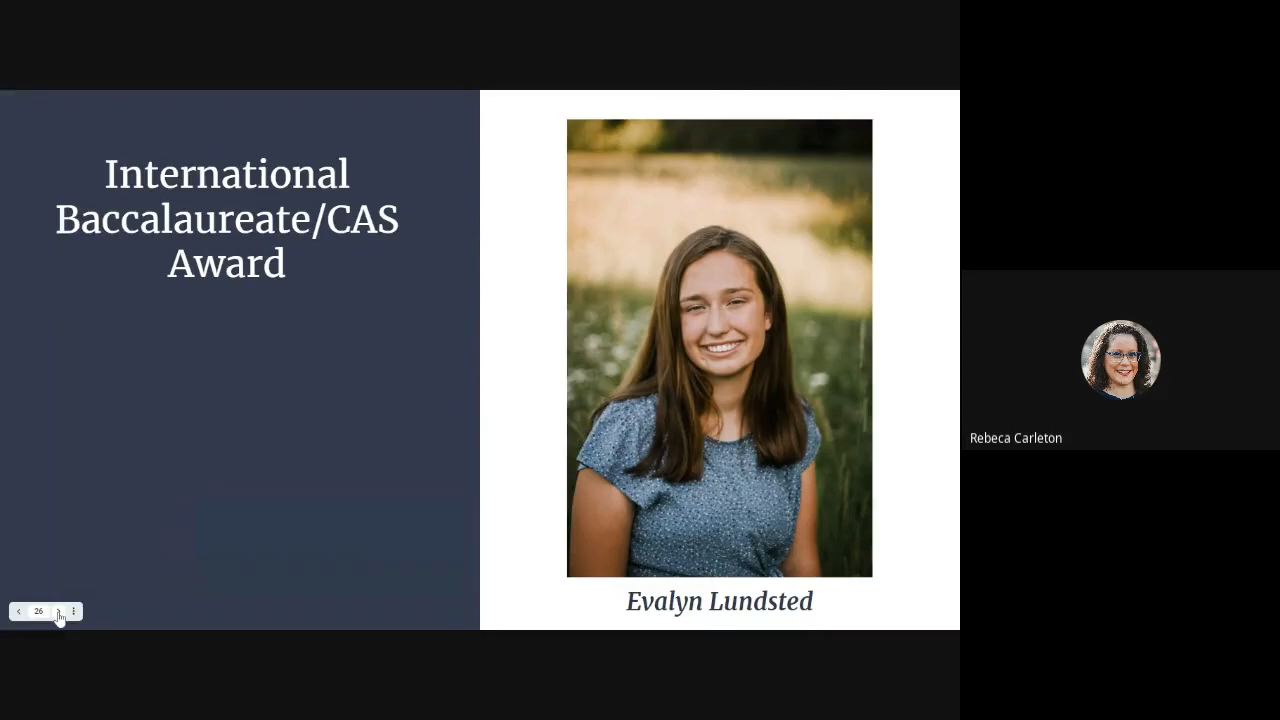 International
Baccalaureate/CAS
Award
Evalyn Lundsted
Rebeca Carleton
26